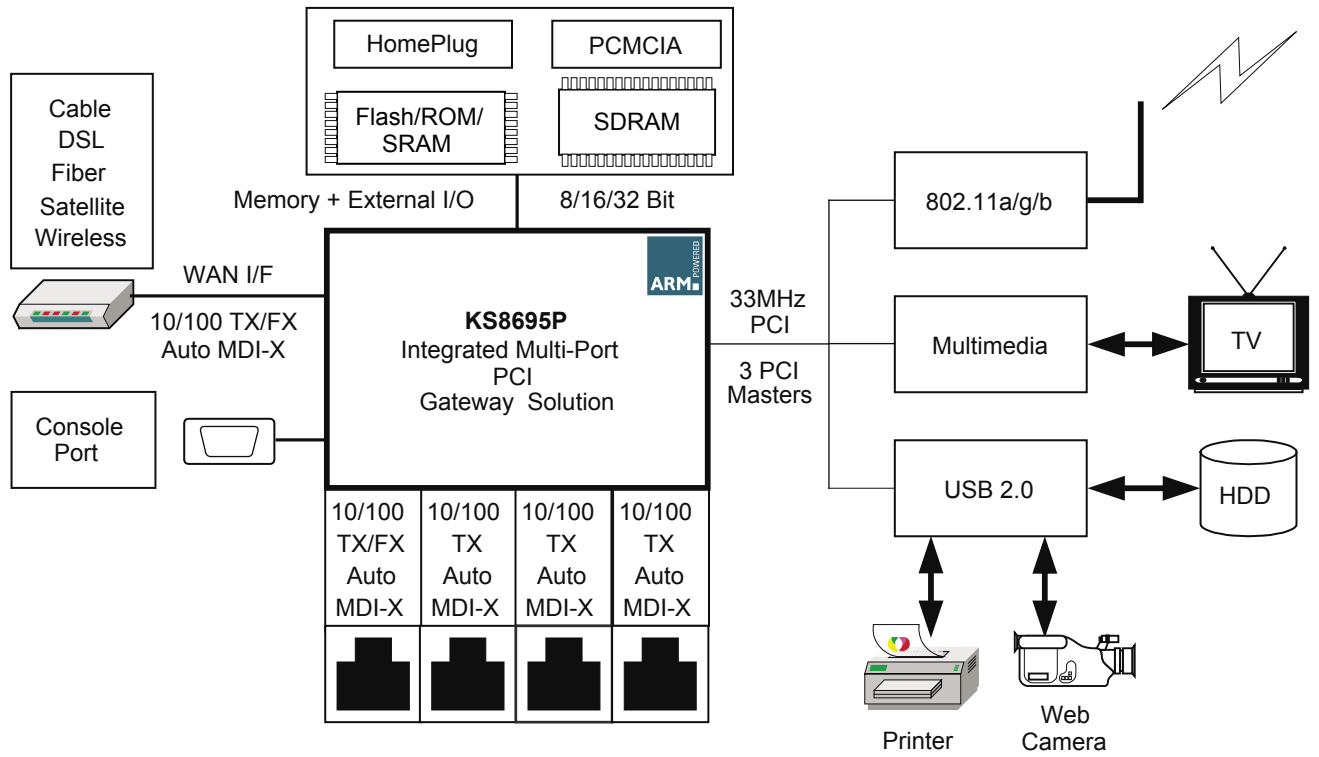 HomePlug
PCMCIA
Flash/ROM/
SRAM
SDRAM
Cable
DSL
Fiber
Satellite
Wireless
Memory + External I/O
8/16/32 Bit
802.11a/g/b
WAN I/F
10/100 TX/FX
Auto MDI-X
ARM POWERED
KS8695P
Integrated Multi-Port
PCI
Gateway Solution
33MHz
PCI
3 PCI
Masters
Multimedia
TV
Console
Port
USB 2.0
HDD
10/100
TX/FX
Auto
MDI-X
10/100
TX
Auto
MDI-X
10/100
TX
Auto
MDI-X
10/100
TX
Auto
MDI-X
Printer
Web
Camera